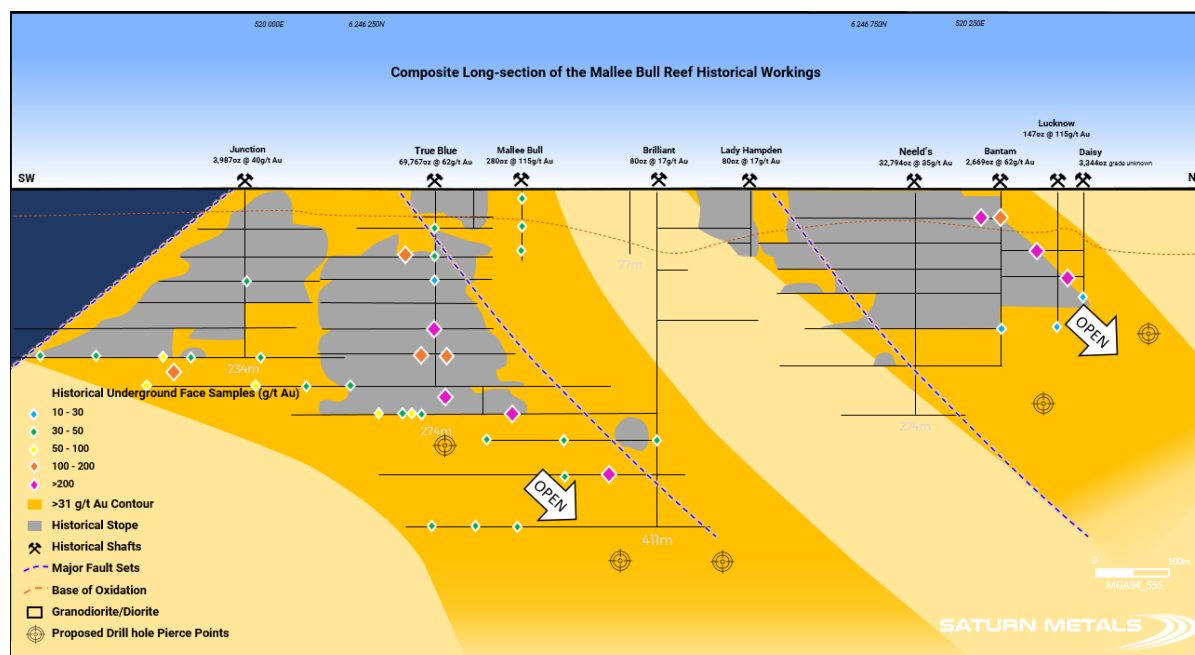 520 000E
6 246 250N
6 246 750N
520 250E
Composite Long-section of the Mallee Bull Reef Historical Workings
Junction
3,987oz @ 40g/t Au
True Blue
69,767oz @ 62g/t Au
Mallee Bull
280oz @ 115g/t Au
Brilliant
80oz @ 17g/t Au
Lady Hampden
80oz @ 17g/t Au
Neeld's
32,794oz @ 35g/t Au
Bantam
2,669oz @ 62g/t Au
Lucknow
147oz @ 115g/t Au
Daisy
3,344oz grade unknown
SW
N
77m
234m
274m
411m
274m
OPEN
OPEN
Historical Underground Face Samples (g/t Au)
10 - 30
30 - 50
50 - 100
100 - 200
>200
>31 g/t Au Contour
Historical Stope
Historical Shafts
Major Fault Sets
Base of Oxidation
Granodiorite/Diorite
Proposed Drill hole Pierce Points
0
100m
MGA94_S55
SATURN METALS